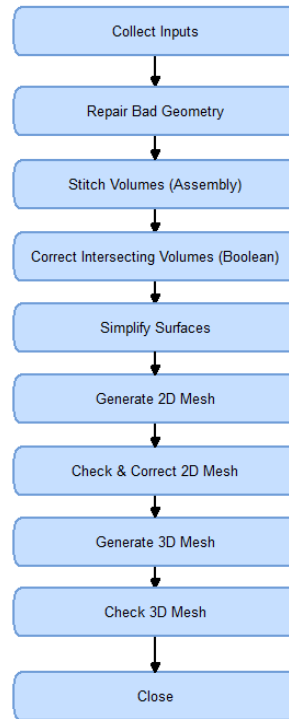 Collect Inputs
Repair Bad Geometry
Stitch Volumes (Assembly)
Correct Intersecting Volumes (Boolean)
Simplify Surfaces
Generate 2D Mesh
Check & Correct 2D Mesh
Generate 3D Mesh
Check 3D Mesh
Close